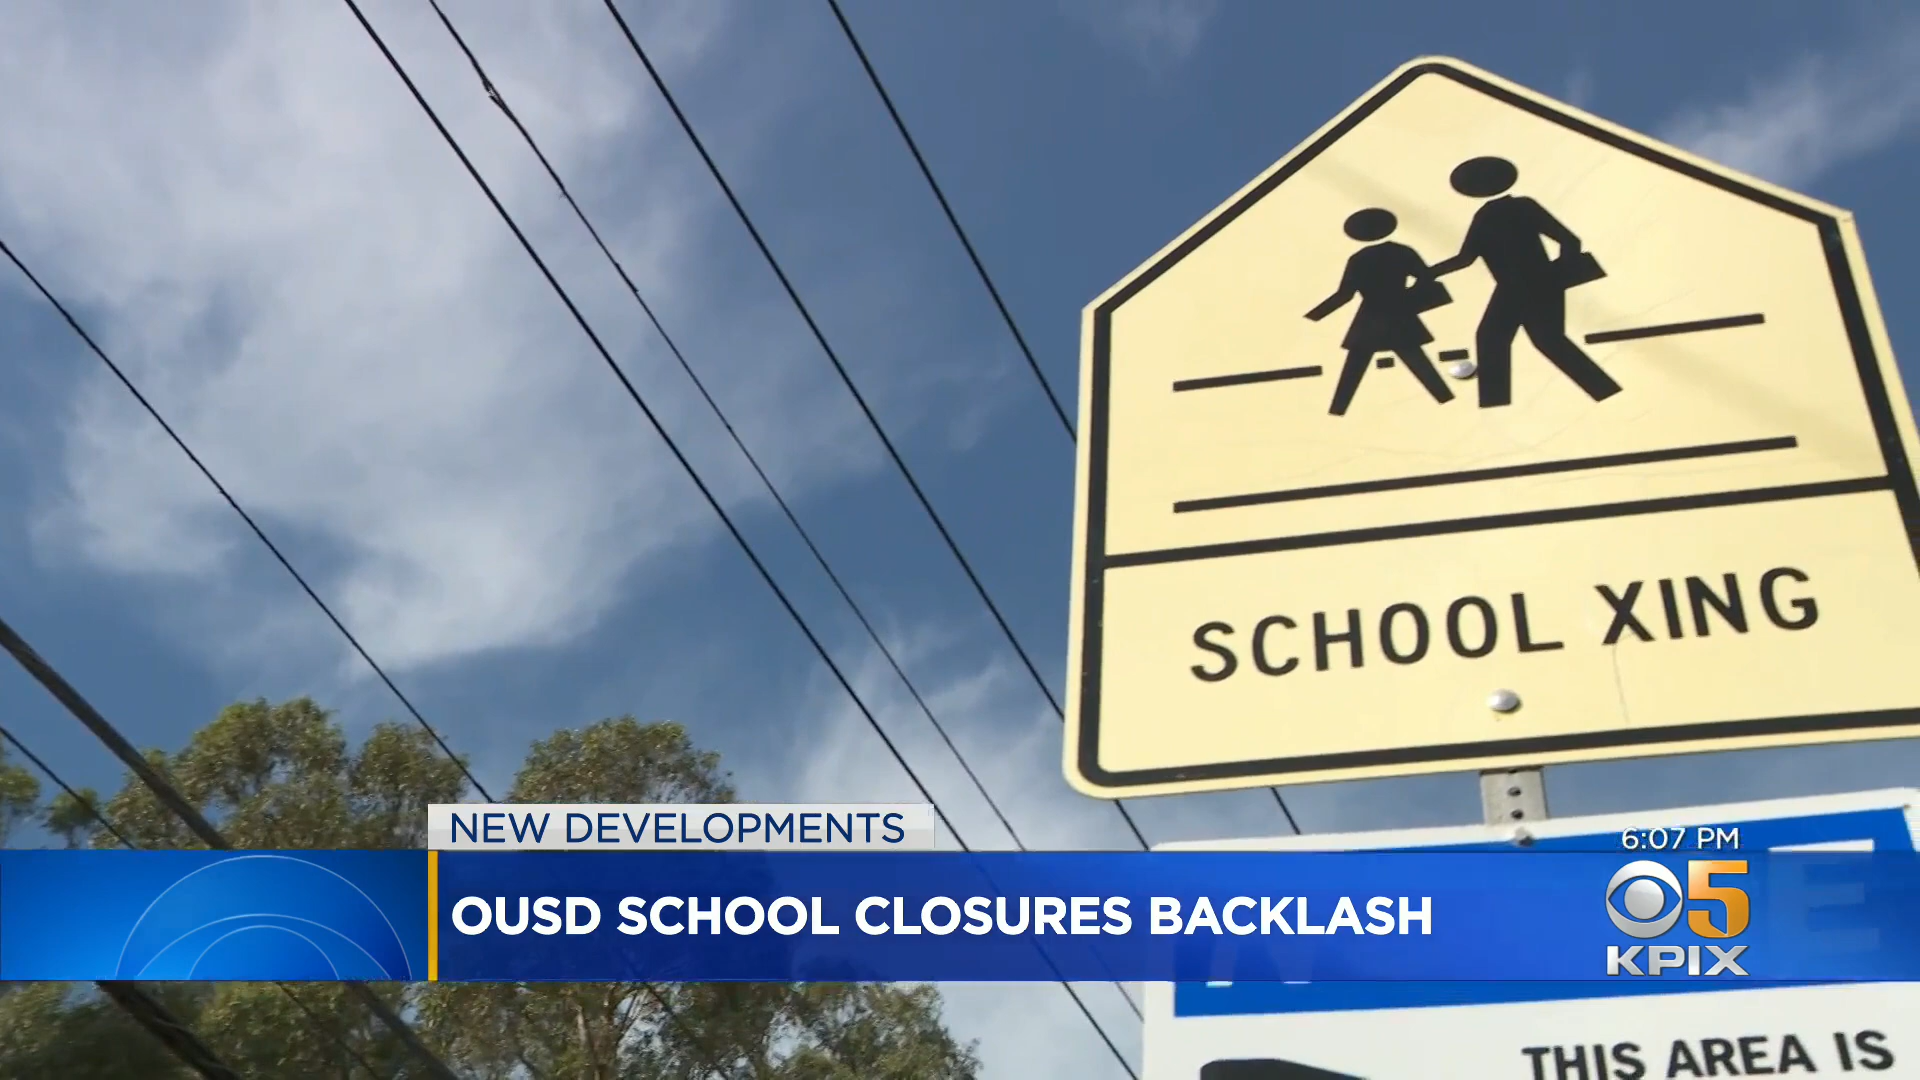 SCHOOL XING
NEW DEVELOPMENTS
6:07 PM
OUSD SCHOOL CLOSURES BACKLASH
5
KPIX
THIS AREA IS